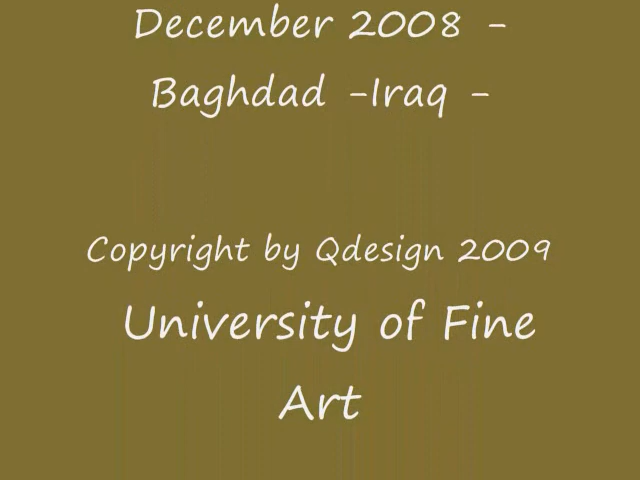 December 2008 -
Baghdad -Iraq -
Copyright by Qdesign 2009
University of Fine
Art